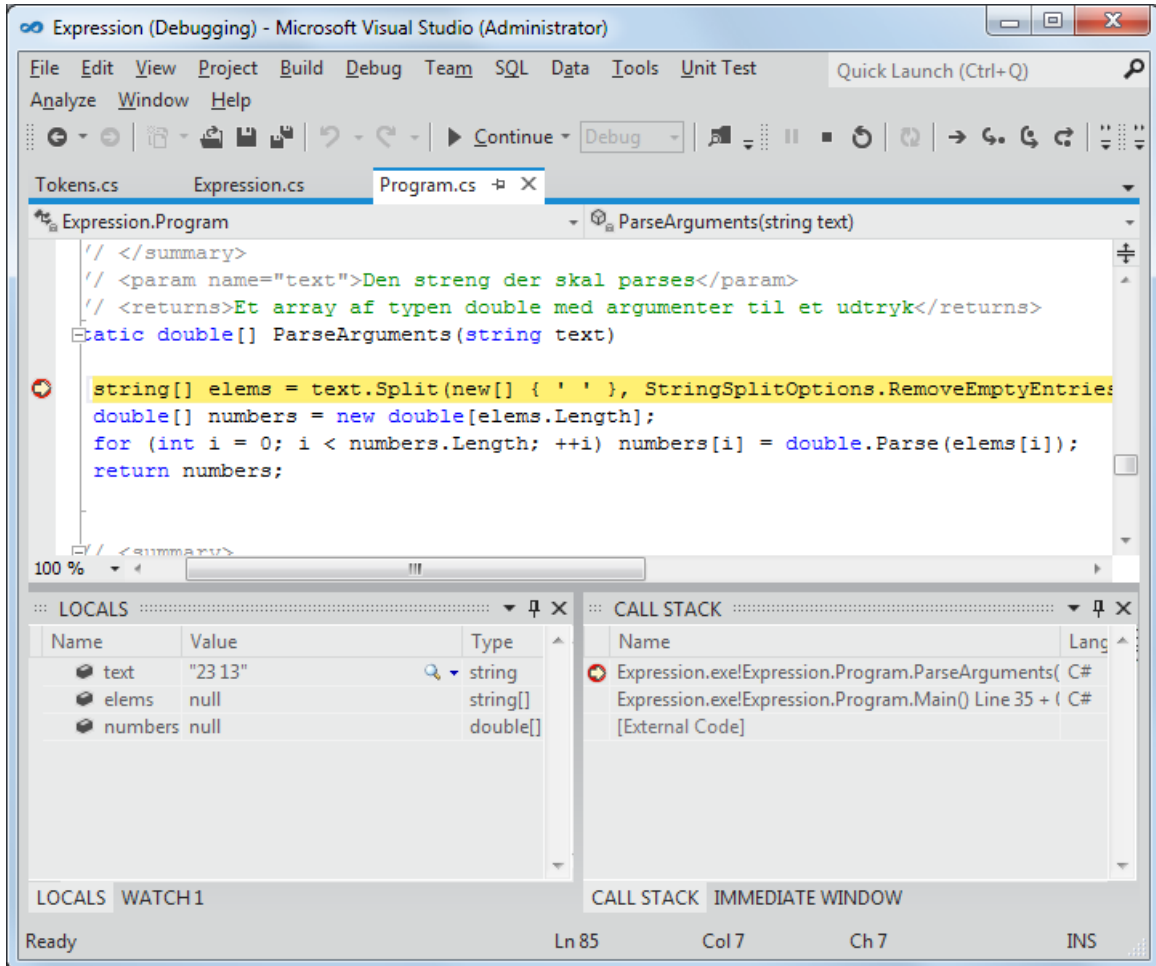 Expression (Debugging) - Microsoft Visual Studio (Administrator)
File Edit View Project Build Debug Team SQL Data Tools Unit Test Quick Launch (Ctrl+Q)
Analyze Window Help
Continue Debug
Tokens.cs Expression.cs Program.cs
Expression.Program ParseArguments(string text)
// </summary>
// <param name="text">Den streng der skal parses</param>
// <returns>Et array af typen double med argumenter til et udtryk</returns>
tatic double[] ParseArguments(string text)
string[] elems = text.Split(new[] { ' ' }, StringSplitOptions.RemoveEmptyEntries
double[] numbers = new double[elems.Length];
for (int i = 0; i < numbers.Length; ++i) numbers[i] = double.Parse(elems[i]);
return numbers;
// <summary>
100 %
LOCALS CALL STACK
Name Value Type Name Lang
text "23 13" string Expression.exe!Expression.Program.ParseArguments( C#
elems null string[] Expression.exe!Expression.Program.Main() Line 35 + ( C#
numbers null double[] [External Code]
LOCALS WATCH 1 CALL STACK IMMEDIATE WINDOW
Ready Ln 85 Col 7 Ch 7 INS